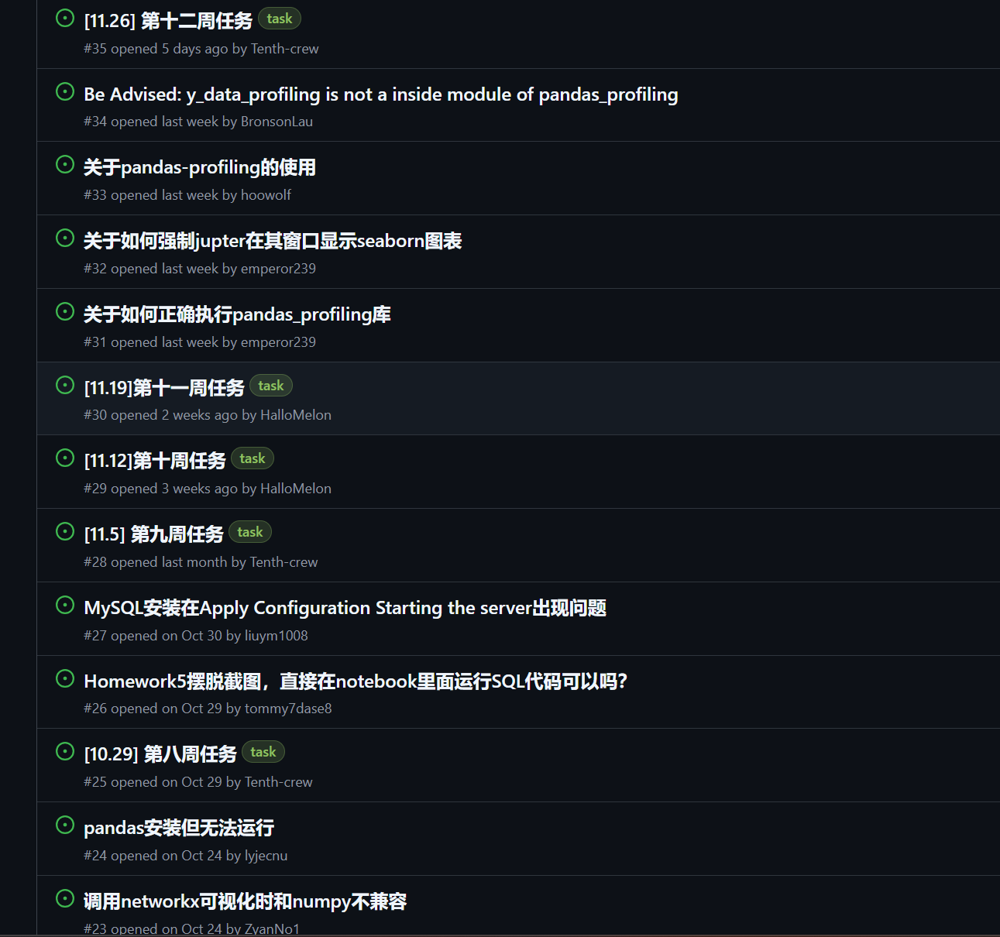 [11.26] 第十二周任务 task
#35 opened 5 days ago by Tenth-crew
Be Advised: y_data_profiling is not a inside module of pandas_profiling
#34 opened last week by BronsonLau
关于pandas-profiling的使用
#33 opened last week by hoowolf
关于如何强制jupter在其窗口显示seaborn图表
#32 opened last week by emperor239
关于如何正确执行pandas_profiling库
#31 opened last week by emperor239
[11.19]第十一周任务 task
#30 opened 2 weeks ago by HalloMelon
[11.12]第十周任务 task
#29 opened 3 weeks ago by HalloMelon
[11.5] 第九周任务 task
#28 opened last month by Tenth-crew
MySQL安装在Apply Configuration Starting the server出现问题
#27 opened on Oct 30 by liuym1008
Homework5摆脱截图，直接在notebook里面运行SQL代码可以吗？
#26 opened on Oct 29 by tommy7dase8
[10.29] 第八周任务 task
#25 opened on Oct 29 by Tenth-crew
pandas安装但无法运行
#24 opened on Oct 24 by lyjecnu
调用networkx可视化时和numpy不兼容
#23 opened on Oct 24 by ZyanNo1